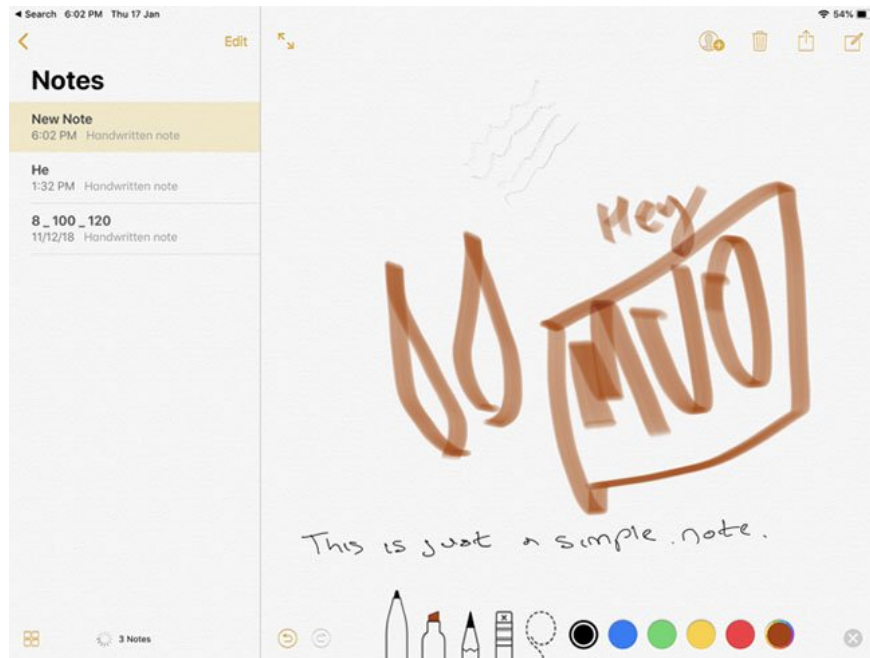 Search 6:02 PM Thu 17 Jan
54%
Edit
Notes
New Note
6:02 PM Handwritten note
He
1:32 PM Handwritten note
8_100_120
11/12/18 Handwritten note
3 Notes
Hey
MUO
This is just a simple note.